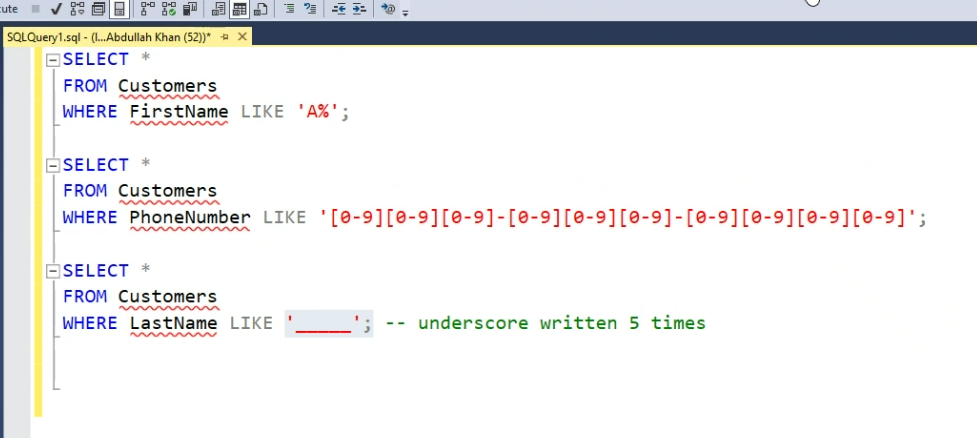 cute
SQLQuery1.sql - (l...Abdullah Khan (52))*
SELECT *
FROM Customers
WHERE FirstName LIKE 'A%';
SELECT *
FROM Customers
WHERE PhoneNumber LIKE '[0-9][0-9][0-9]-[0-9][0-9][0-9]-[0-9][0-9][0-9][0-9]';
SELECT *
FROM Customers
WHERE LastName LIKE '_____'; -- underscore written 5 times